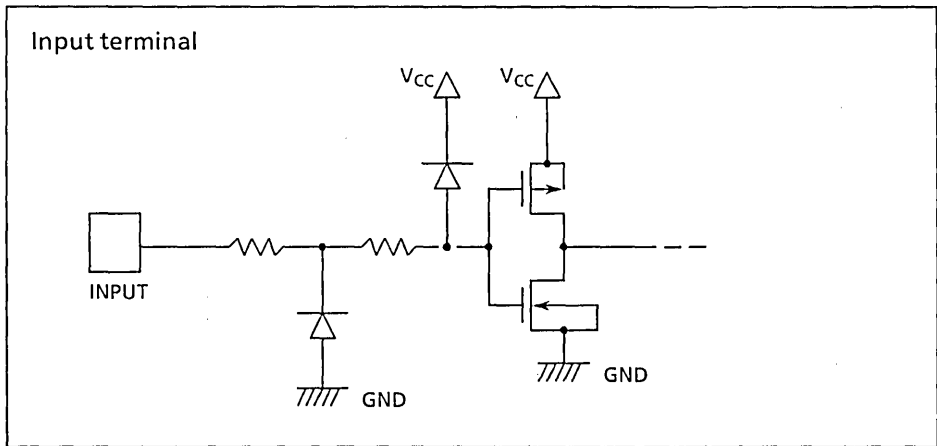 Input terminal
VCC VCC
INPUT
GND
GND